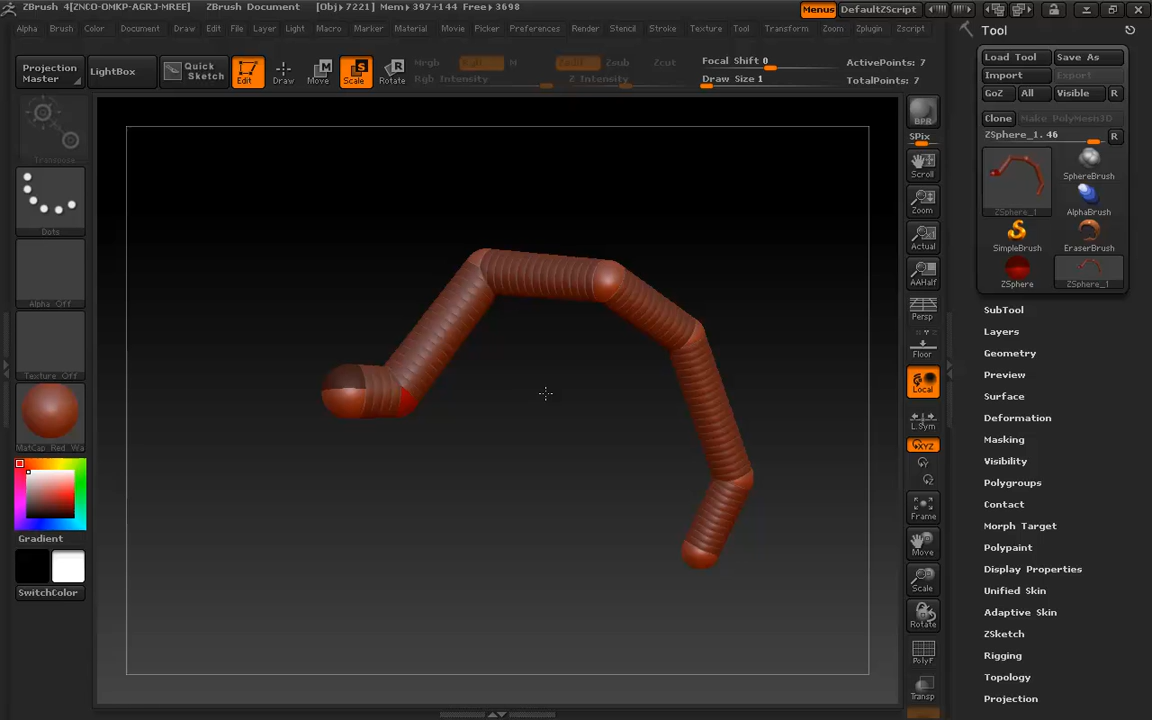 ZBrush 4[ZNCO-OMKP-AGRJ-MREE] ZBrush Document [Obj▸7221] Mem▸397+144 Free▸3698 Menus DefaultZScript
Alpha Brush Color Document Draw Edit File Layer Light Macro Marker Material Movie Picker Preferences Render Stencil Stroke Texture Tool Transform Zoom Zplugin Zscript
Projection Master
LightBox
Quick Sketch
Edit
Draw
Move
Scale
Rotate
Mrgb Rgb M
Rgb Intensity
Zadd Zsub Zcut
Z Intensity
Focal Shift 0
Draw Size 1
ActivePoints: 7
TotalPoints: 7
Transpose
Dots
Alpha Off
Texture Off
MatCap Red Wa
Gradient
SwitchColor
BPR
SPix
Scroll
Zoom
Actual
AAHalf
Persp
Floor
Local
L.Sym
XYZ
Frame
Move
Scale
Rotate
PolyF
Transp
Tool
Load Tool Save As
Import Export
GoZ All Visible R
Clone Make PolyMesh3D
ZSphere_1. 46 R
ZSphere_1
SphereBrush
AlphaBrush
SimpleBrush
EraserBrush
ZSphere
ZSphere_1
SubTool
Layers
Geometry
Preview
Surface
Deformation
Masking
Visibility
Polygroups
Contact
Morph Target
Polypaint
Display Properties
Unified Skin
Adaptive Skin
ZSketch
Rigging
Topology
Projection